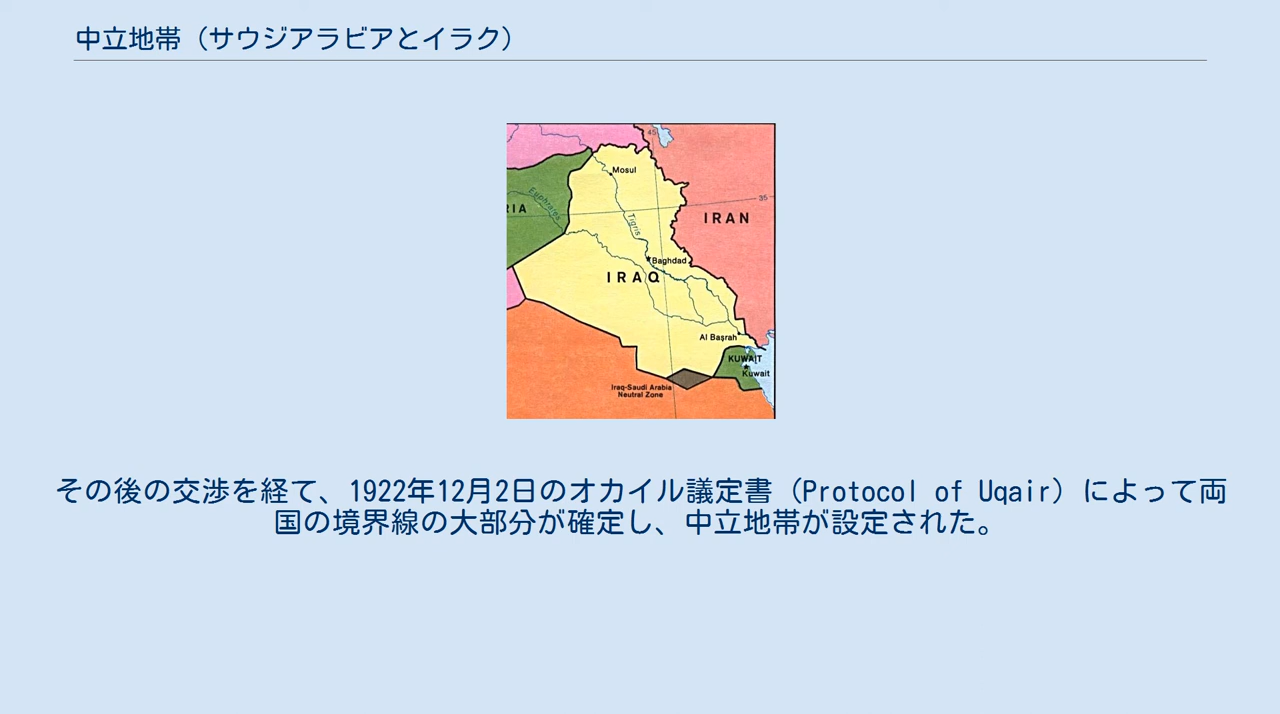 中立地帯（サウジアラビアとイラク）
45
Mosul
35
Euphrates
RIA
Tigris
IRAN
Baghdad
IRAQ
Al Başrah
KUWAIT
Kuwait
Iraq-Saudi Arabia
Neutral Zone
その後の交渉を経て、1922年12月2日のオカイル議定書（Protocol of Uqair）によって両
国の境界線の大部分が確定し、中立地帯が設定された。